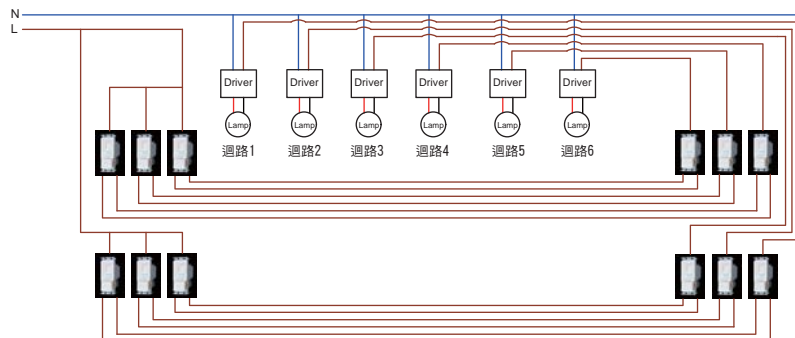 N
L
Driver Driver Driver Driver Driver Driver
Lamp Lamp Lamp Lamp Lamp Lamp
迴路1 迴路2 迴路3 迴路4 迴路5 迴路6